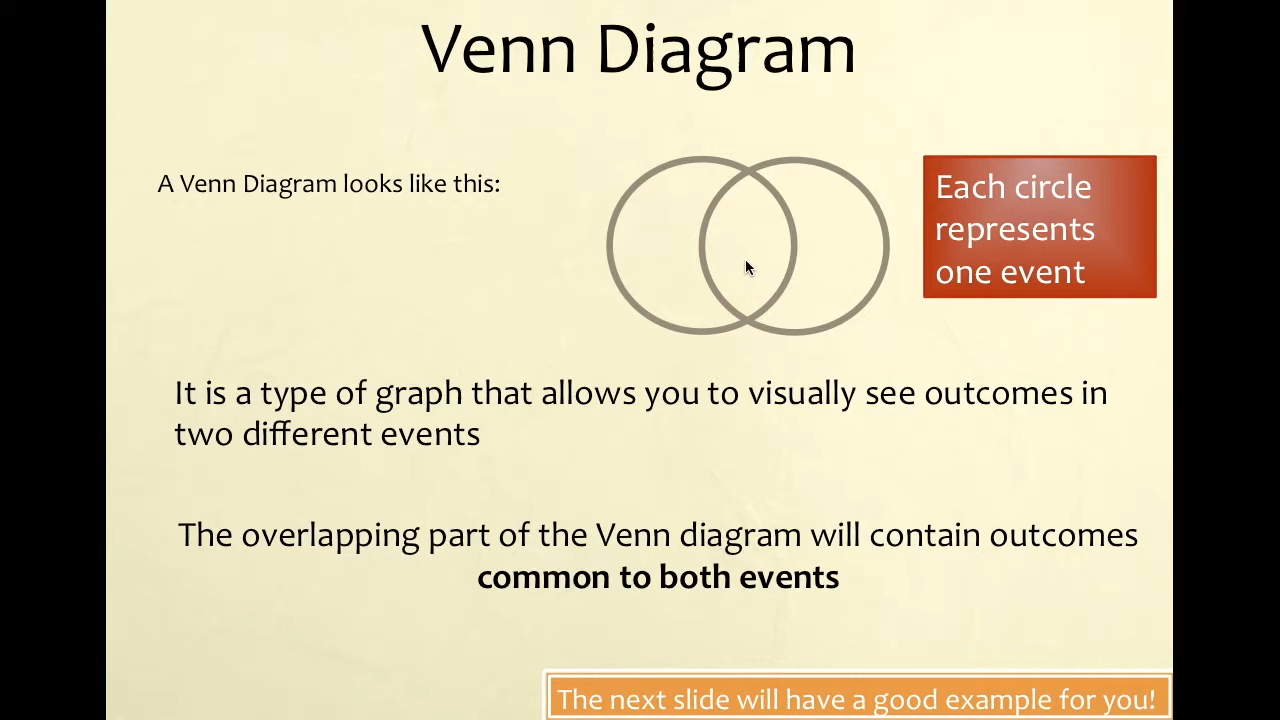 Venn Diagram
A Venn Diagram looks like this:
Each circle
represents
one event
It is a type of graph that allows you to visually see outcomes in
two different events
The overlapping part of the Venn diagram will contain outcomes
common to both events
The next slide will have a good example for you!